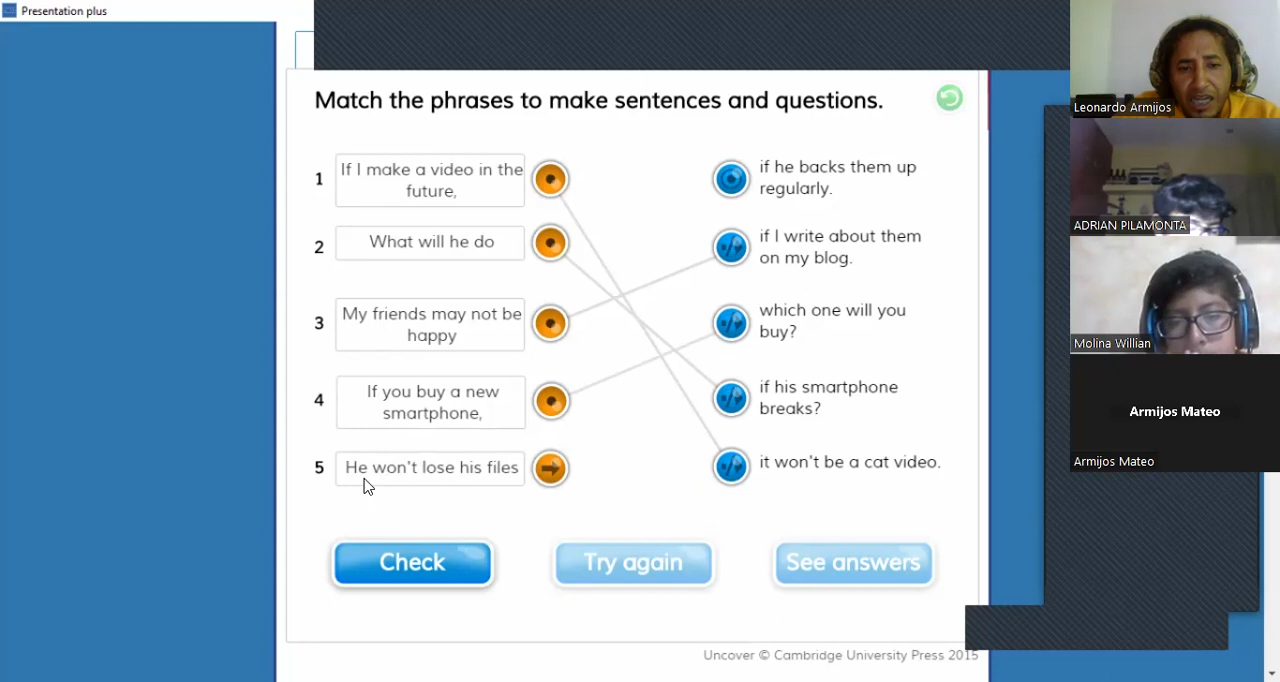 Presentation plus
Match the phrases to make sentences and questions.
1
If I make a video in the
future,
if he backs them up
regularly.
2
What will he do
if I write about them
on my blog.
3
My friends may not be
happy
which one will you
buy?
4
If you buy a new
smartphone,
if his smartphone
breaks?
5
He won't lose his files
it won't be a cat video.
Check
Try again
See answers
Uncover © Cambridge University Press 2015
Leonardo Armijos
ADRIAN PILAMONTA
Molina Willian
Armijos Mateo
Armijos Mateo